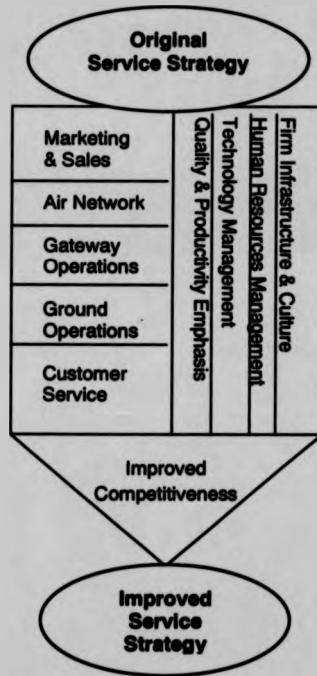 Original
Service Strategy
Marketing
& Sales
Air Network
Gateway
Operations
Ground
Operations
Customer
Service
Quality & Productivity Emphasis
Technology Management
Human Resources Management
Firm Infrastructure & Culture
Improved
Competitiveness
Improved
Service
Strategy